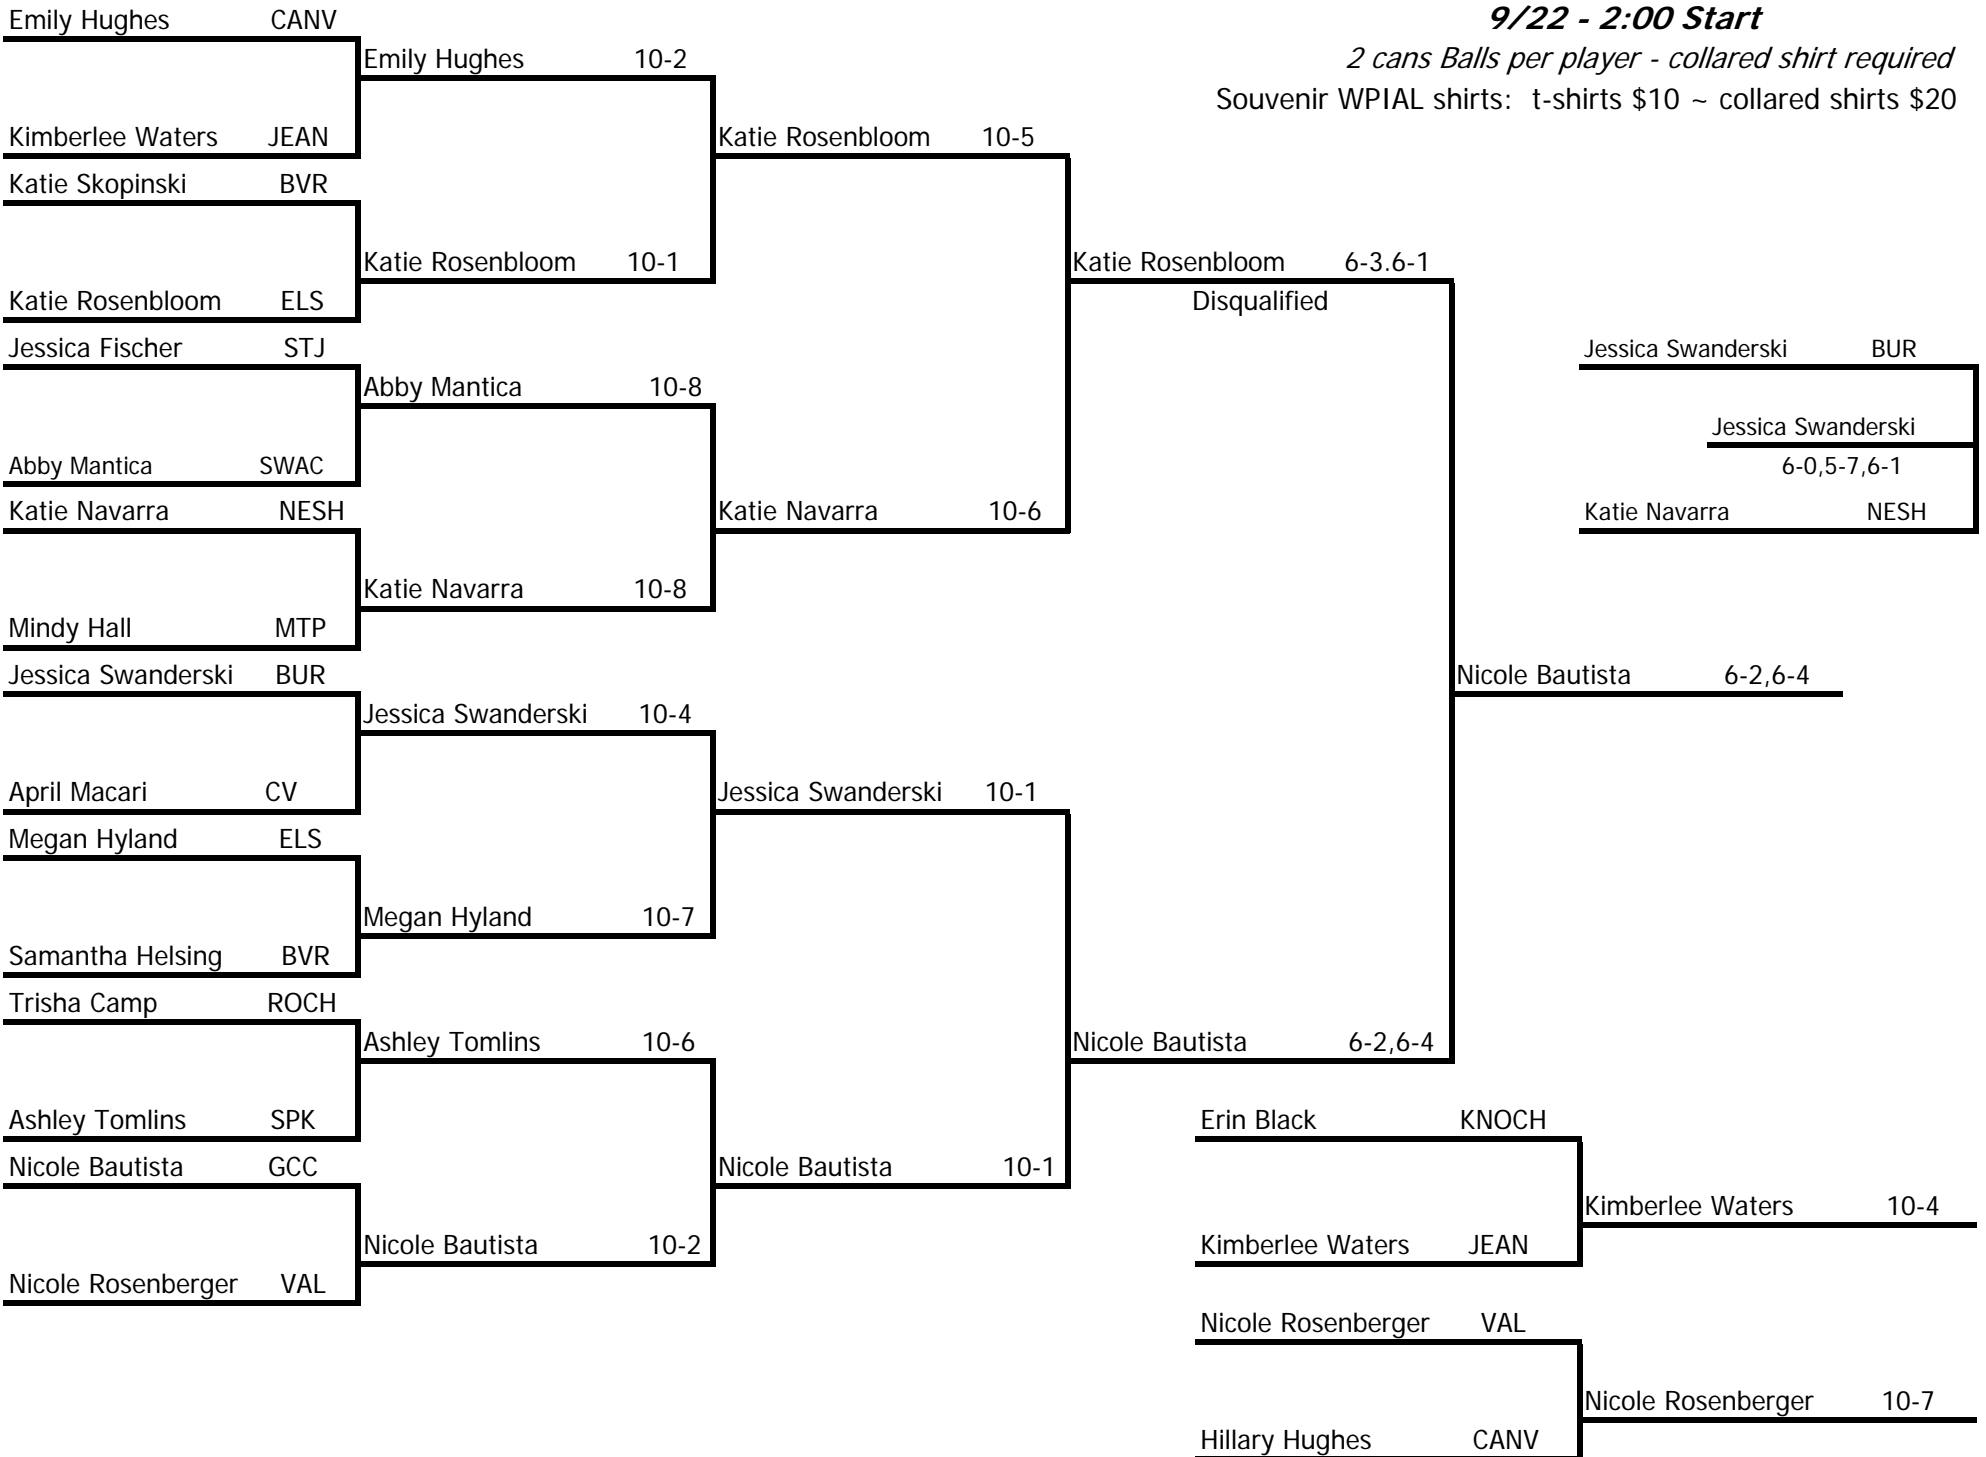 Emily Hughes CANV
9/22 - 2:00 Start
Emily Hughes 10-2
2 cans Balls per player - collared shirt required
Souvenir WPIAL shirts: t-shirts $10 ~ collared shirts $20
Kimberlee Waters JEAN
Katie Rosenbloom 10-5
Katie Skopinski BVR
Katie Rosenbloom 10-1
Katie Rosenbloom 6-3.6-1
Katie Rosenbloom ELS
Disqualified
Jessica Fischer STJ
Jessica Swanderski BUR
Abby Mantica 10-8
Jessica Swanderski
Abby Mantica SWAC
6-0,5-7,6-1
Katie Navarra NESH
Katie Navarra 10-6
Katie Navarra NESH
Katie Navarra 10-8
Mindy Hall MTP
Jessica Swanderski BUR
Nicole Bautista 6-2,6-4
Jessica Swanderski 10-4
April Macari CV
Jessica Swanderski 10-1
Megan Hyland ELS
Megan Hyland 10-7
Samantha Helsing BVR
Trisha Camp ROCH
Ashley Tomlins 10-6
Nicole Bautista 6-2,6-4
Ashley Tomlins SPK
Erin Black KNOCH
Nicole Bautista GCC
Nicole Bautista 10-1
Kimberlee Waters 10-4
Nicole Bautista 10-2
Kimberlee Waters JEAN
Nicole Rosenberger VAL
Nicole Rosenberger VAL
Nicole Rosenberger 10-7
Hillary Hughes CANV